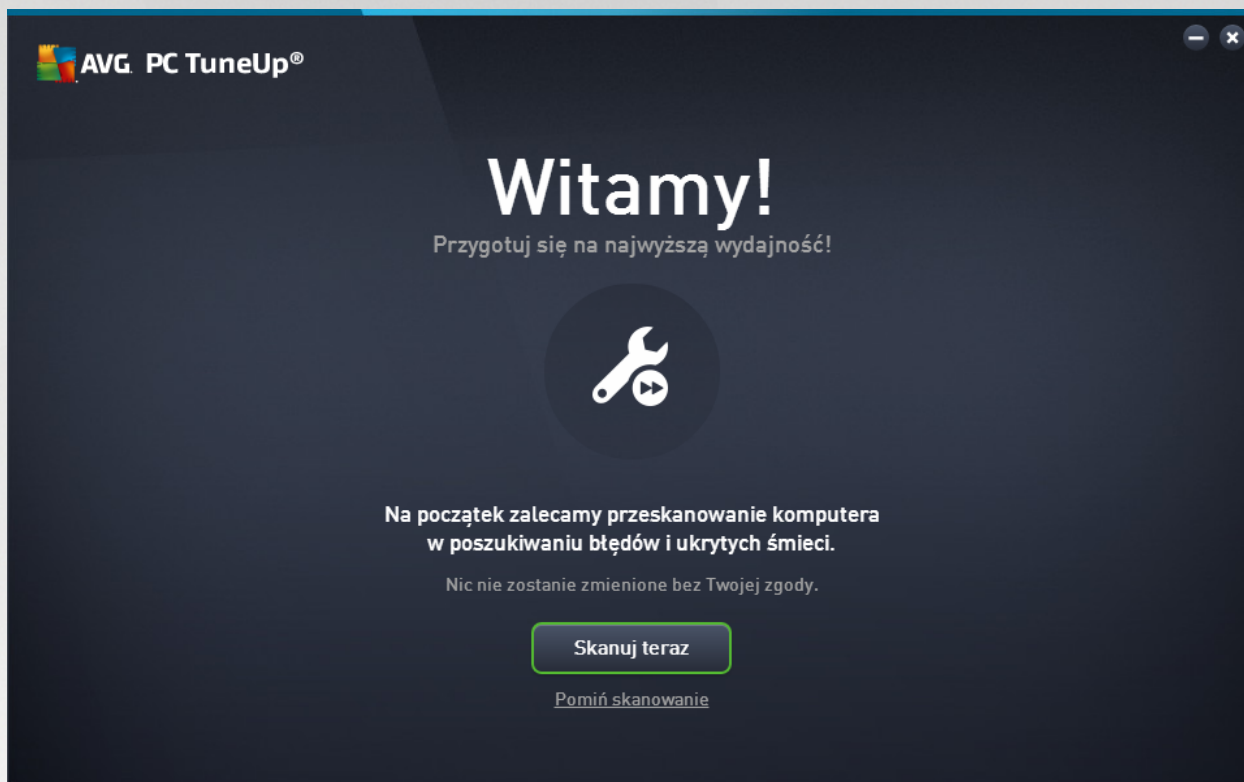 AVG. PC TuneUp®
Witamy!
Przygotuj się na najwyższą wydajność!
Na początek zalecamy przeskanowanie komputera
w poszukiwaniu błędów i ukrytych śmieci.
Nic nie zostanie zmienione bez Twojej zgody.
Skanuj teraz
Pomiń skanowanie